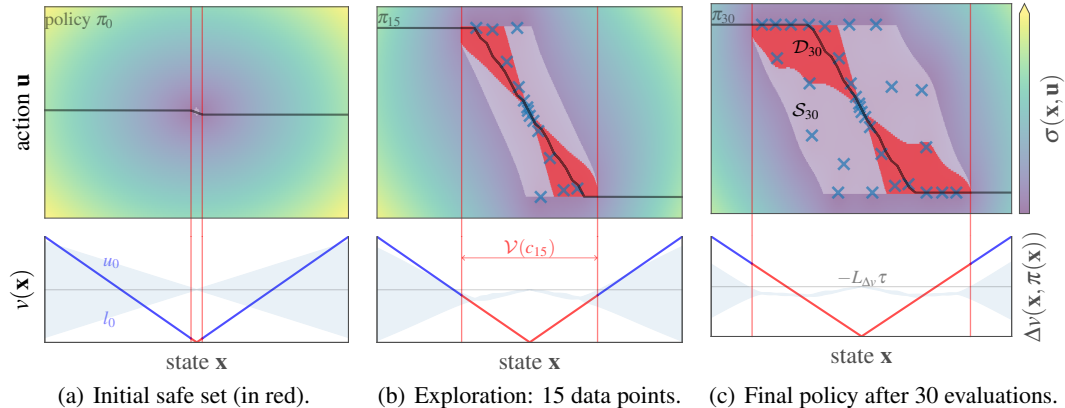 policy π₀
π₁₅
π₃₀
𝒟₃₀
𝒮₃₀
action u
σ(x, u)
u₀
l₀
𝒱(c₁₅)
−L_Δv τ
v(x)
Δv(x, π(x))
state x
state x
state x
(a) Initial safe set (in red).
(b) Exploration: 15 data points.
(c) Final policy after 30 evaluations.